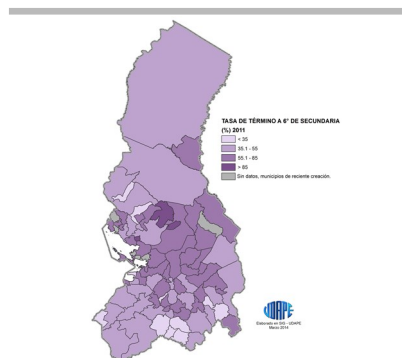 TASA DE TÉRMINO A 6° DE SECUNDARIA
(%) 2011
< 35
35.1 - 55
55.1 - 85
> 85
Sin datos, municipios de reciente creación.
UDAPE
Elaborado en SIG - UDAPE
Marzo 2014